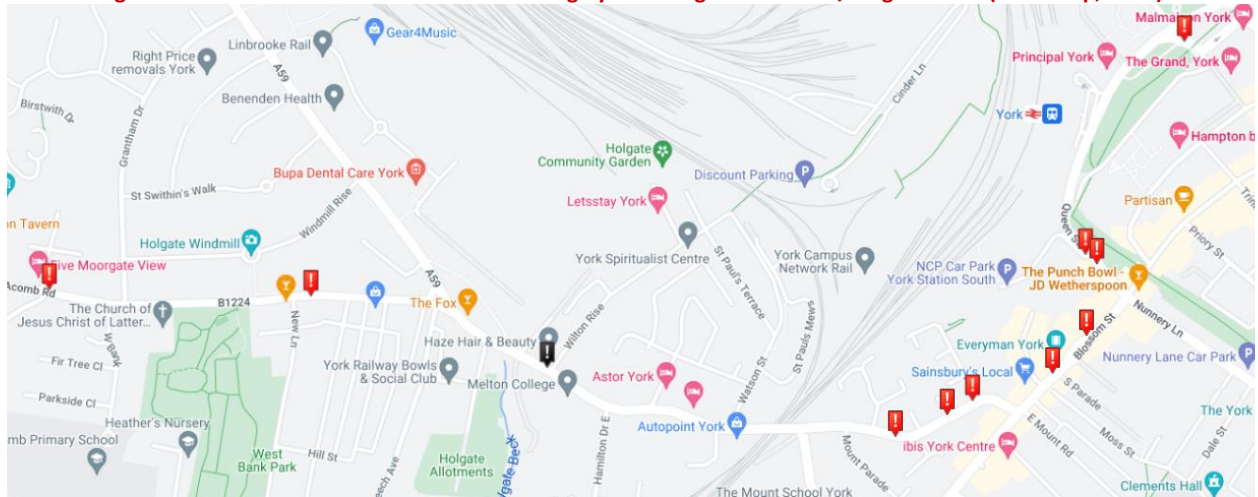 Malmaison York
Gear4Music
Linbrooke Rail
Right Price
removals York
A59
Principal York
The Grand, York
Benenden Health
Cinder Ln
Birstwith Dr
York
Grantham Dr
Hampton b
Holgate
Community Garden
Bupa Dental Care York
Discount Parking
St Swithin's Walk
Letsstay York
Partisan
Windmill Rise
Queen St
Priory St
on Tavern
Holgate Windmill
St Paul's Terrace
York Spiritualist Centre
York Campus
Network Rail
Five Moorgate View
NCP Car Park
York Station South
The Punch Bowl -
JD Wetherspoon
A59
Acomb Rd
B1224
The Fox
The Church of
Jesus Christ of Latter...
New Ln
Wilton Rise
St Pauls Mews
Nunnery Ln
Blossom St
W Bank
Haze Hair & Beauty
Everyman York
Nunnery Lane Car Park
Fir Tree Cl
York Railway Bowls
& Social Club
Melton College
Astor York
Watson St
Sainsbury's Local
S Parade
Parkside Cl
Heather's Nursery
Autopoint York
The York
E Mount Rd
mb Primary School
West
Bank Park
Hill St
Holgate
Allotments
Holgate Beck
Hamilton Dr E
Mount Parade
ibis York Centre
Moss St
Dale St
eech Ave
The Mount School York
Clements Hall